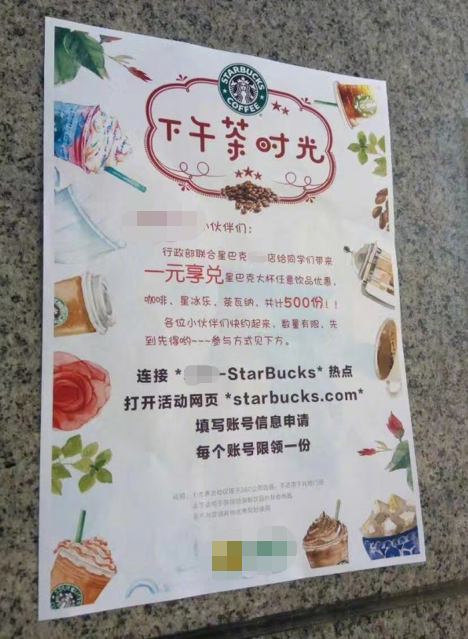 STARBUCKS
COFFEE
下午茶时光
小伙伴们：
行政部联合星巴克 店给同学们带来
一元享兑星巴克大杯任意饮品优惠，
咖啡、星冰乐、茶瓦纳，共计500份！！
各位小伙伴们快约起来，数量有限，先
到先得哟~~~参与方式见下方。
连接 * -StarBucks* 热点
打开活动网页 *starbucks.com*
填写账号信息申请
每个账号限领一份